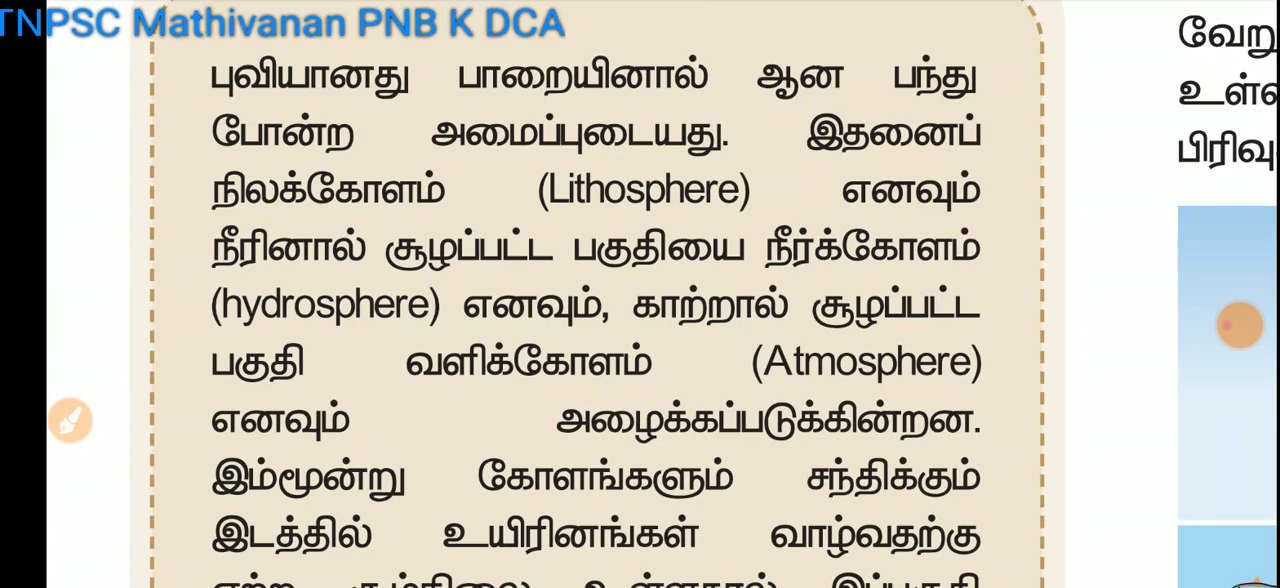 TNPSC Mathivanan PNB K DCA
புவியானது பாறையினால் ஆன பந்து
போன்ற அமைப்புடையது. இதனைப்
நிலக்கோளம் (Lithosphere) எனவும்
நீரினால் சூழப்பட்ட பகுதியை நீர்க்கோளம்
(hydrosphere) எனவும், காற்றால் சூழப்பட்ட
பகுதி வளிக்கோளம் (Atmosphere)
எனவும் அழைக்கப்படுக்கின்றன.
இம்மூன்று கோளங்களும் சந்திக்கும்
இடத்தில் உயிரினங்கள் வாழ்வதற்கு
வேறு